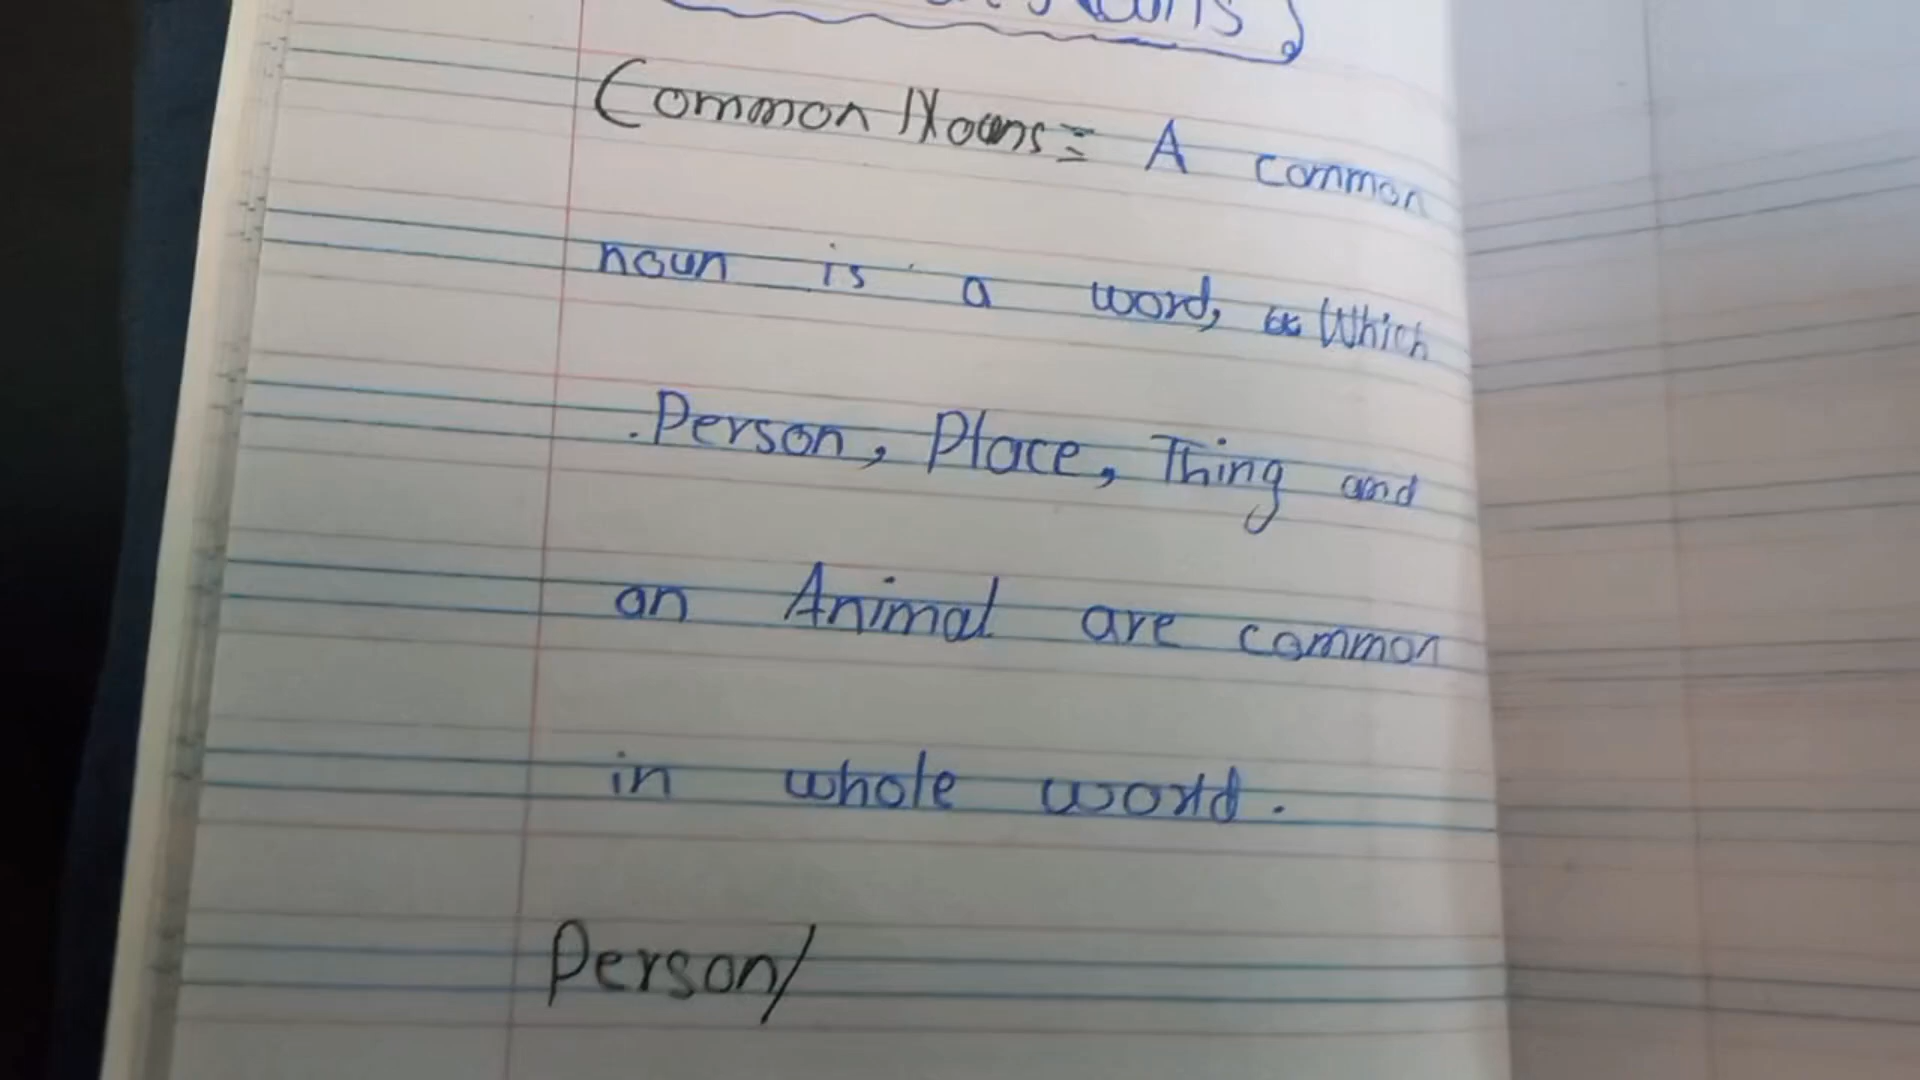 Nouns
Common Nouns = A common
noun is a word, Which
Person, Place, Thing and
an Animal are common
in whole world.
Person/